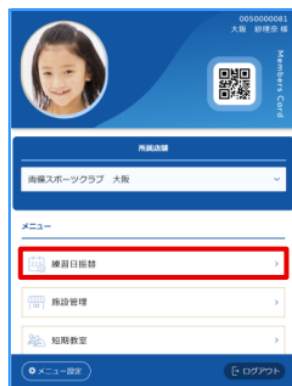 0050000081
大阪 紗理奈 様
Members Card
所属店舗
両備スポーツクラブ 大阪
メニュー
練習日振替
施設管理
短期教室
メニュー設定
ログアウト